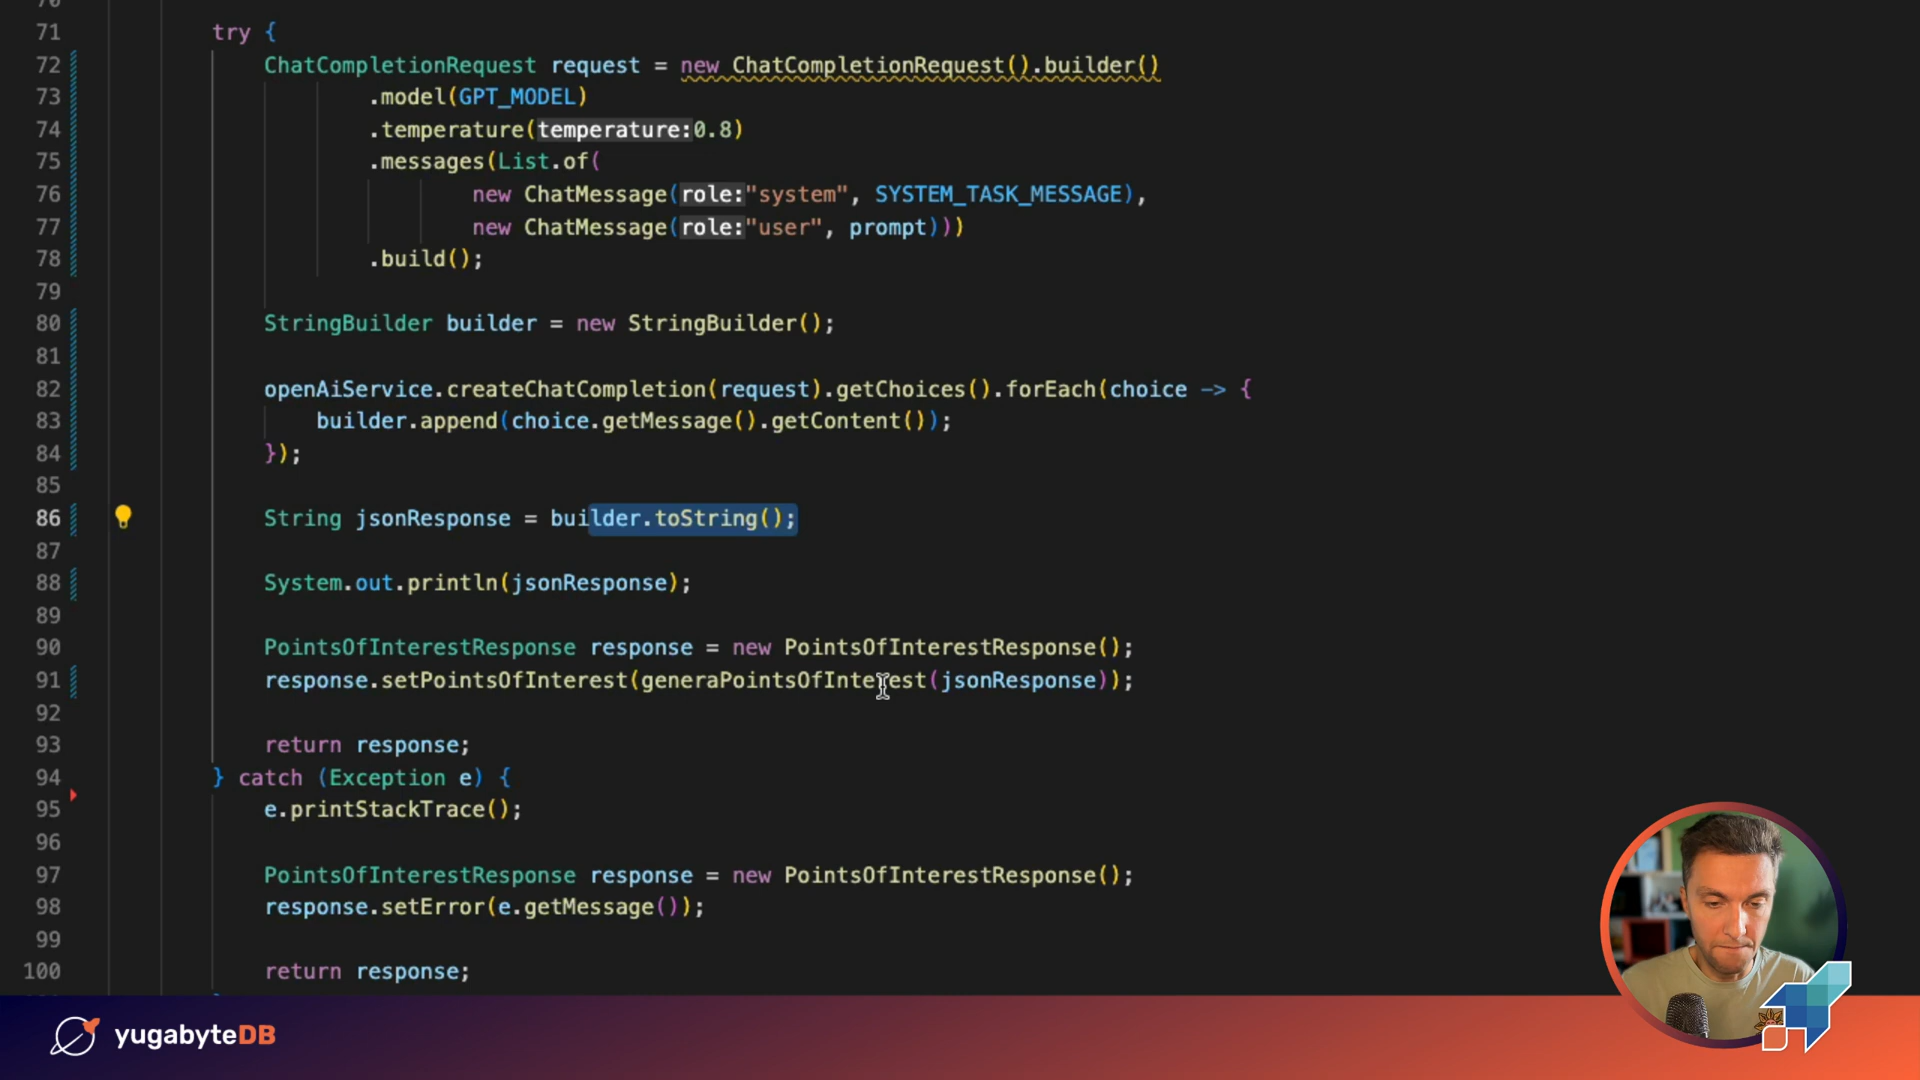 70
71 try {
72 ChatCompletionRequest request = new ChatCompletionRequest().builder()
73 .model(GPT_MODEL)
74 .temperature(temperature:0.8)
75 .messages(List.of(
76 new ChatMessage(role:"system", SYSTEM_TASK_MESSAGE),
77 new ChatMessage(role:"user", prompt)))
78 .build();
79
80 StringBuilder builder = new StringBuilder();
81
82 openAiService.createChatCompletion(request).getChoices().forEach(choice -> {
83 builder.append(choice.getMessage().getContent());
84 });
85
86 String jsonResponse = builder.toString();
87
88 System.out.println(jsonResponse);
89
90 PointsOfInterestResponse response = new PointsOfInterestResponse();
91 response.setPointsOfInterest(generaPointsOfInterest(jsonResponse));
92
93 return response;
94 } catch (Exception e) {
95 e.printStackTrace();
96
97 PointsOfInterestResponse response = new PointsOfInterestResponse();
98 response.setError(e.getMessage());
99
100 return response;
yugabyteDB